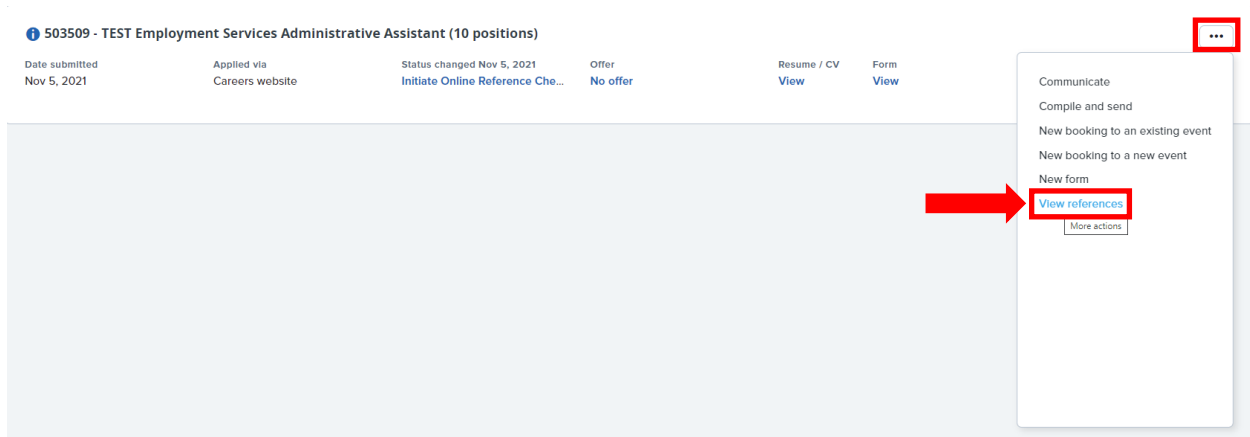 503509 - TEST Employment Services Administrative Assistant (10 positions)
...
Date submitted
Applied via
Status changed Nov 5, 2021
Offer
Resume / CV
Form
Nov 5, 2021
Careers website
Initiate Online Reference Che...
No offer
View
View
Communicate
Compile and send
New booking to an existing event
New booking to a new event
New form
View references
More actions